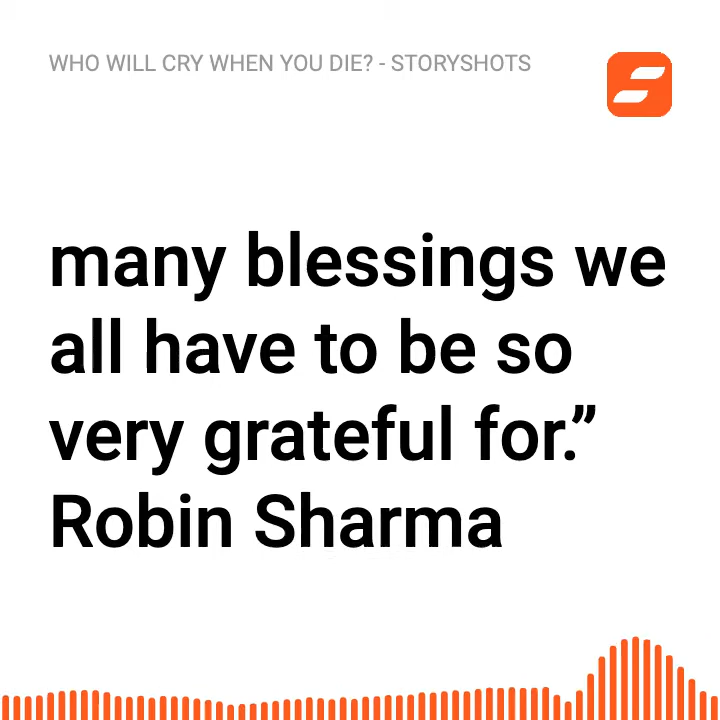 WHO WILL CRY WHEN YOU DIE? - STORYSHOTS
many blessings we
all have to be so
very grateful for.”
Robin Sharma